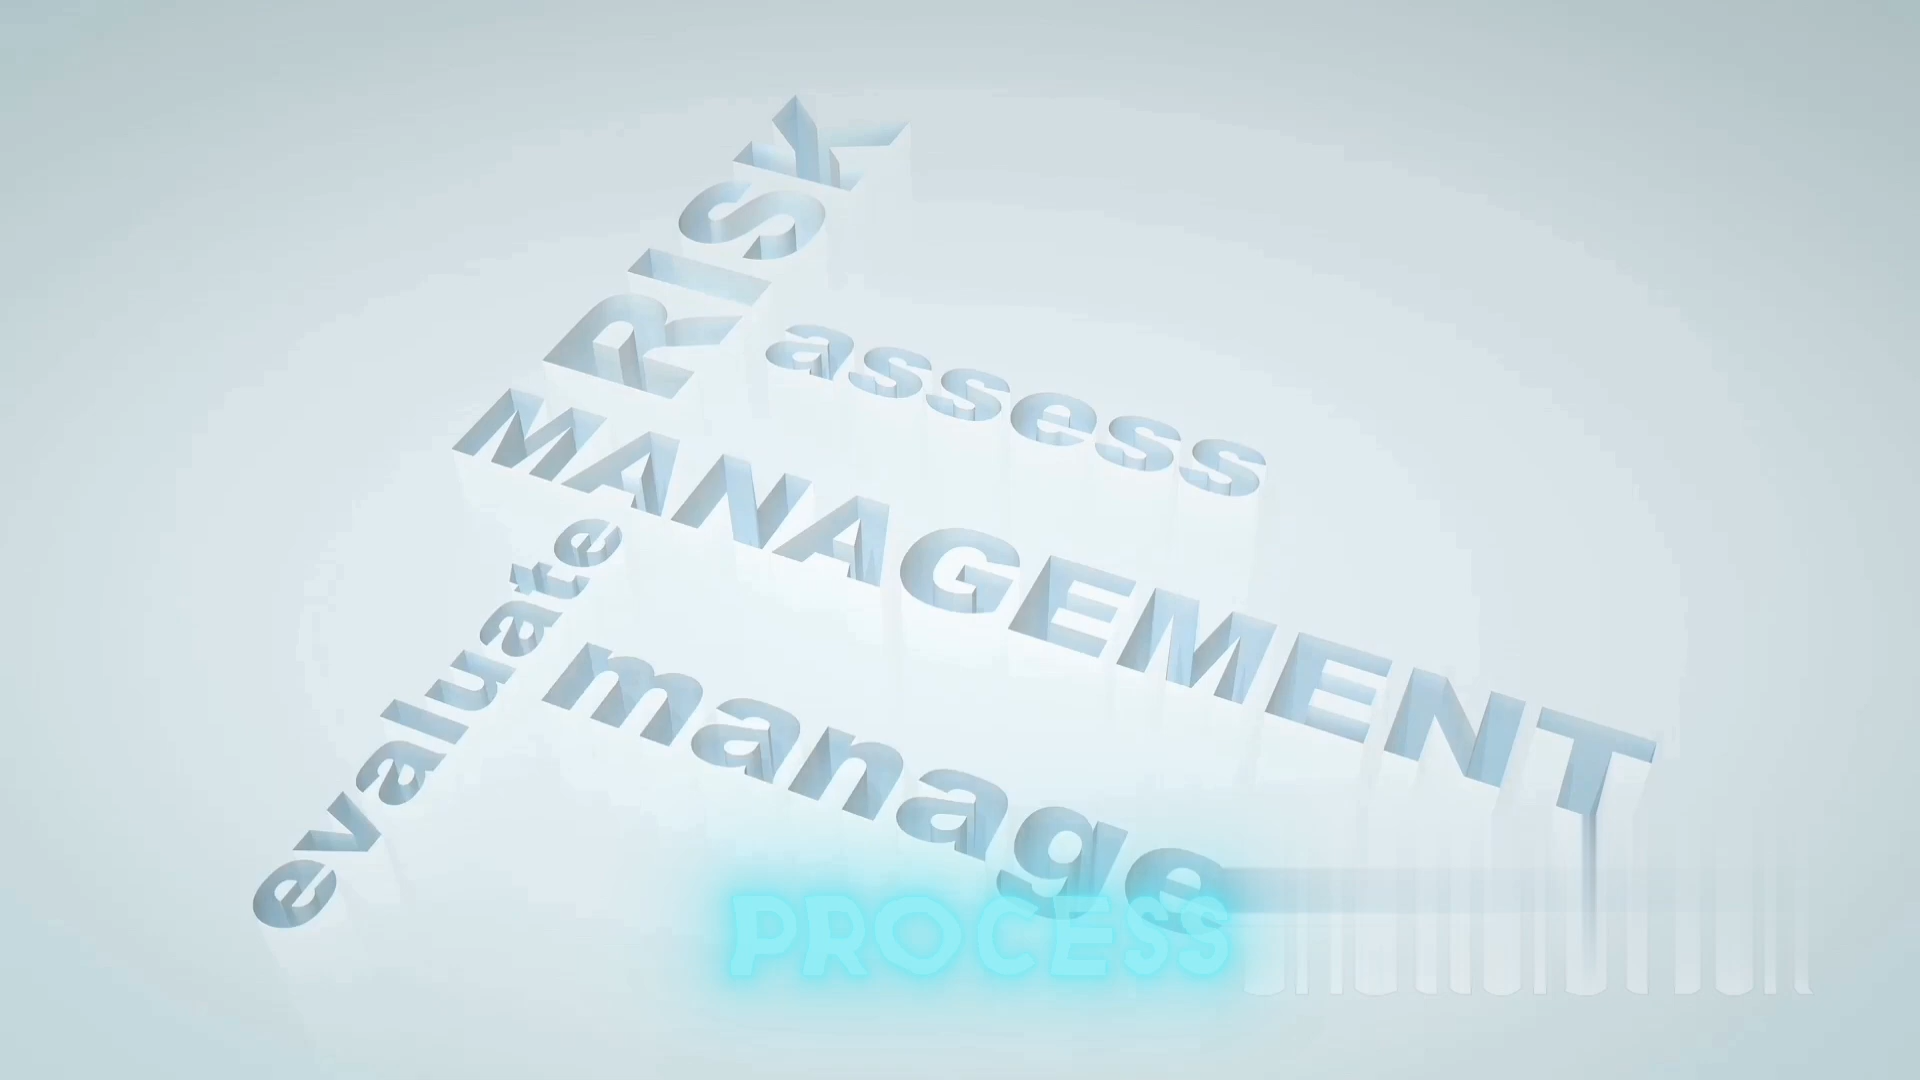 RISK
assess
MANAGEMENT
evaluate
manage
PROCESS